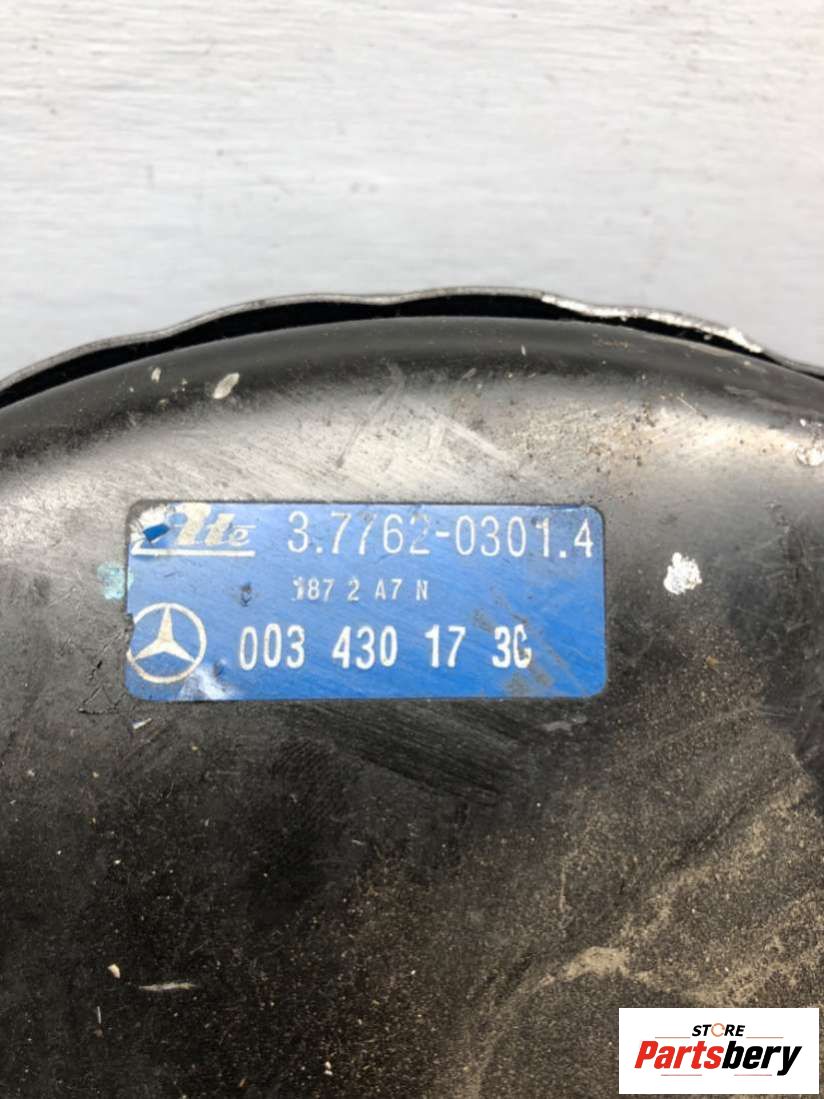 Ate 3.7762-0301.4
187 2 A7 N
003 430 17 30
STORE
Partsbery